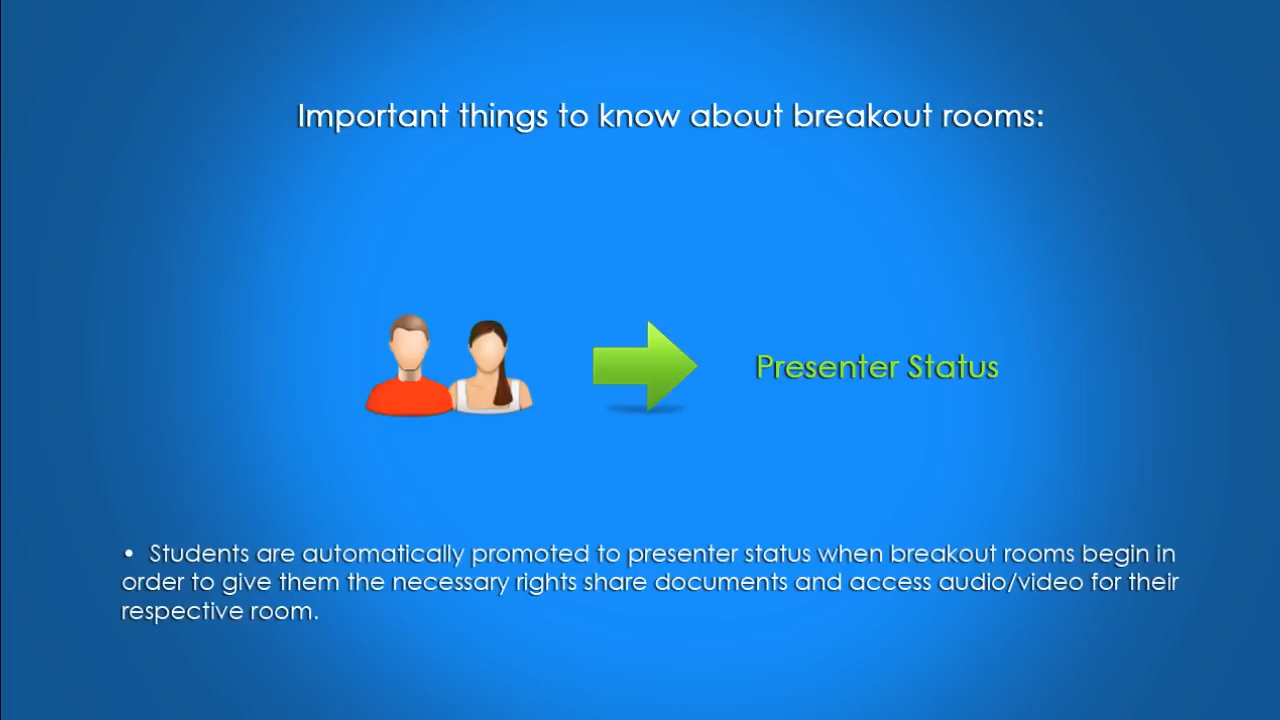 Important things to know about breakout rooms:
Presenter Status
• Students are automatically promoted to presenter status when breakout rooms begin in
order to give them the necessary rights share documents and access audio/video for their
respective room.